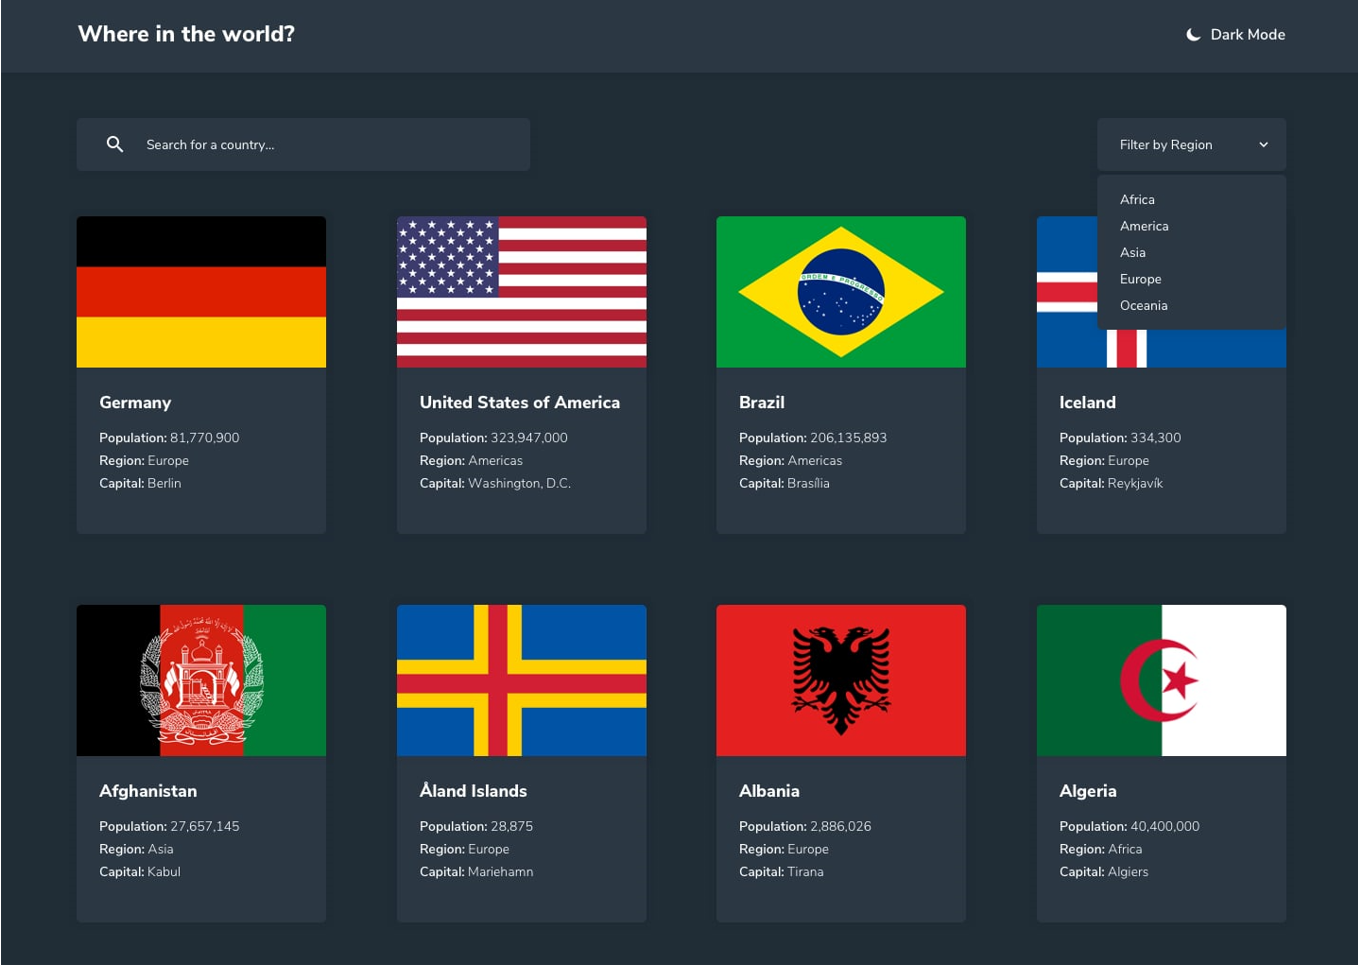 Where in the world?
Dark Mode
Search for a country...
Filter by Region
Africa
America
Asia
Europe
Oceania
ORDEM E PROGRESSO
Germany
Population: 81,770,900
Region: Europe
Capital: Berlin
United States of America
Population: 323,947,000
Region: Americas
Capital: Washington, D.C.
Brazil
Population: 206,135,893
Region: Americas
Capital: Brasília
Iceland
Population: 334,300
Region: Europe
Capital: Reykjavík
Afghanistan
Population: 27,657,145
Region: Asia
Capital: Kabul
Åland Islands
Population: 28,875
Region: Europe
Capital: Mariehamn
Albania
Population: 2,886,026
Region: Europe
Capital: Tirana
Algeria
Population: 40,400,000
Region: Africa
Capital: Algiers